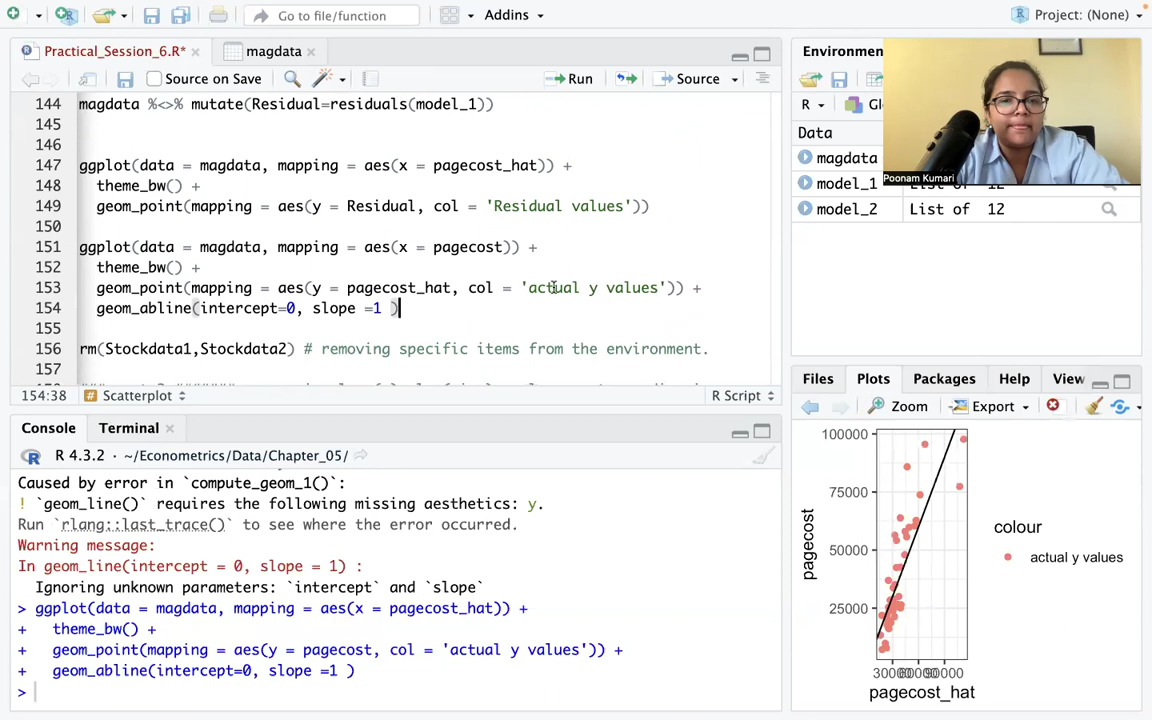 Go to file/function
Addins
Project: (None)
Practical_Session_6.R*
magdata
Source on Save
Run
Source
144 magdata %<>% mutate(Residual=residuals(model_1))
145
146
147 ggplot(data = magdata, mapping = aes(x = pagecost_hat)) +
148 theme_bw() +
149 geom_point(mapping = aes(y = Residual, col = 'Residual values'))
150
151 ggplot(data = magdata, mapping = aes(x = pagecost)) +
152 theme_bw() +
153 geom_point(mapping = aes(y = pagecost_hat, col = 'actual y values')) +
154 geom_abline(intercept=0, slope =1 )
155
156 rm(Stockdata1,Stockdata2) # removing specific items from the environment.
157
154:38
Scatterplot
R Script
Console
Terminal
R 4.3.2 · ~/Econometrics/Data/Chapter_05/
Caused by error in `compute_geom_1()`:
! `geom_line()` requires the following missing aesthetics: y.
Run `rlang::last_trace()` to see where the error occurred.
Warning message:
In geom_line(intercept = 0, slope = 1) :
Ignoring unknown parameters: `intercept` and `slope`
> ggplot(data = magdata, mapping = aes(x = pagecost_hat)) +
+ theme_bw() +
+ geom_point(mapping = aes(y = pagecost, col = 'actual y values')) +
+ geom_abline(intercept=0, slope =1 )
>
Environmen
R
Data
magdata
model_1
model_2 List of 12
Poonam Kumari
Files
Plots
Packages
Help
View
Zoom
Export
100000
75000
50000
25000
pagecost
pagecost_hat
colour
actual y values